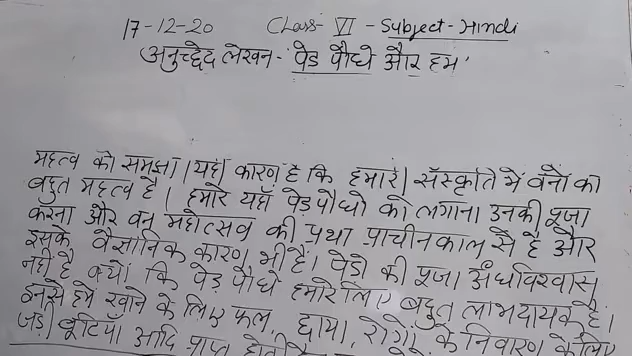 17-12-20 Class- VI - Subject - Hindi
अनुच्छेद लेखन - 'पेड़ पौधे और हम'
महत्व को समझा। यही कारण है कि हमारी संस्कृति में वनों का
बहुत महत्व है। हमारे यहाँ पेड़ पौधों को लगाना उनकी पूजा
करना और वन महोत्सव की प्रथा प्राचीनकाल से है और
इसके वैज्ञानिक कारण भी हैं। पेड़ों की पूजा अंधविश्वास
नहीं है क्यों कि पेड़ पौधे हमारे लिए बहुत लाभदायक हैं।
इनसे हमें खाने के लिए फल, छाया, रोगों के निवारण के लिए
जड़ी बूटियाँ आदि प्राप्त होती